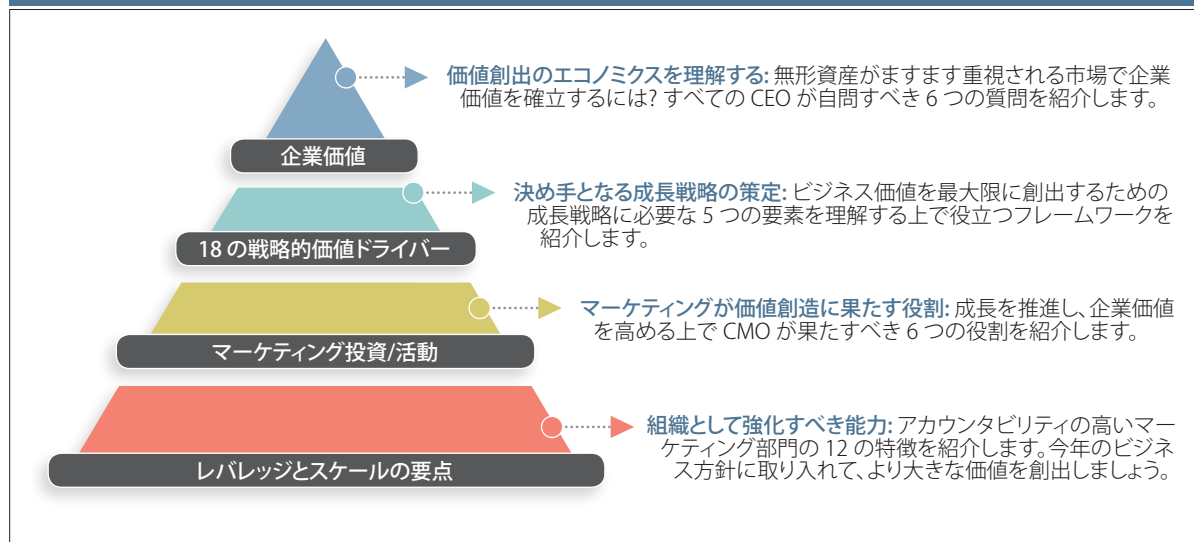 価値創出のエコノミクスを理解する: 無形資産がますます重視される市場で企業
価値を確立するには? すべての CEO が自問すべき 6 つの質問を紹介します。
企業価値
決め手となる成長戦略の策定: ビジネス価値を最大限に創出するための
成長戦略に必要な 5 つの要素を理解する上で役立つフレームワークを
紹介します。
18 の戦略的価値ドライバー
マーケティングが価値創造に果たす役割: 成長を推進し、企業価値
を高める上で CMO が果たすべき 6 つの役割を紹介します。
マーケティング投資/活動
組織として強化すべき能力: アカウンタビリティの高いマー
ケティング部門の 12 の特徴を紹介します。今年のビジネ
ス方針に取り入れて、より大きな価値を創出しましょう。
レバレッジとスケールの要点